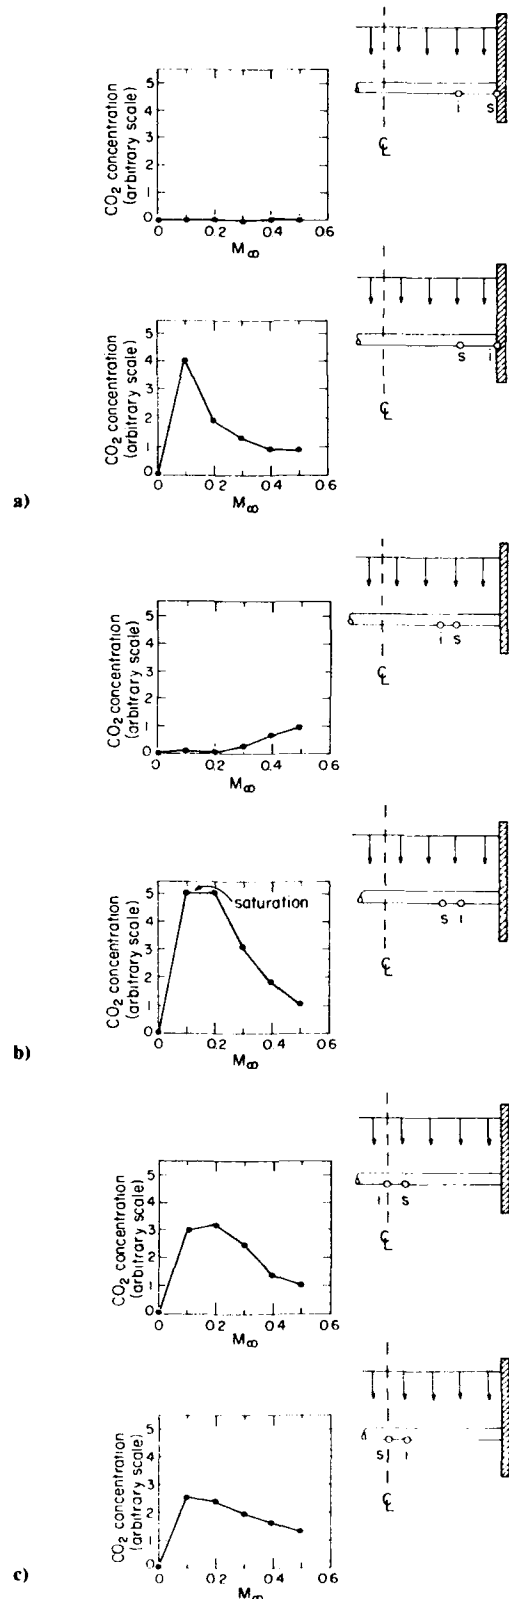 CO2 concentration
(arbitrary scale)
5
4
3
2
1
0
0 0.2 0.4 0.6
M∞
i s
℄
CO2 concentration
(arbitrary scale)
5
4
3
2
1
0
0 0.2 0.4 0.6
M∞
s i
℄
a)
CO2 concentration
(arbitrary scale)
5
4
3
2
1
0
0 0.2 0.4 0.6
M∞
i s
℄
CO2 concentration
(arbitrary scale)
5
4
3
2
1
0
saturation
0 0.2 0.4 0.6
M∞
s i
℄
b)
CO2 concentration
(arbitrary scale)
5
4
3
2
1
0
0 0.2 0.4 0.6
M∞
i s
℄
CO2 concentration
(arbitrary scale)
5
4
3
2
1
0
0 0.2 0.4 0.6
M∞
s i
℄
c)